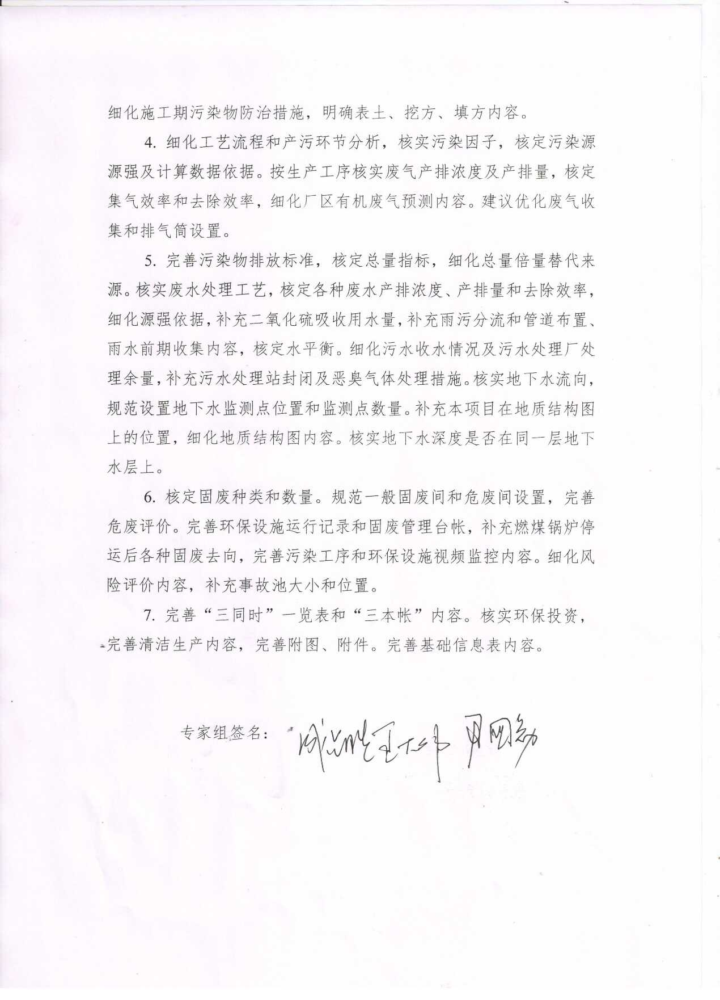 细化施工期污染物防治措施，明确表土、挖方、填方内容。
4. 细化工艺流程和产污环节分析，核实污染因子，核定污染源
源强及计算数据依据。按生产工序核实废气产排浓度及产排量，核定
集气效率和去除效率，细化厂区有机废气预测内容。建议优化废气收
集和排气筒设置。
5. 完善污染物排放标准，核定总量指标，细化总量倍量替代来
源。核实废水处理工艺，核定各种废水产排浓度、产排量和去除效率，
细化源强依据，补充二氧化硫吸收用水量，补充雨污分流和管道布置、
雨水前期收集内容，核定水平衡。细化污水收水情况及污水处理厂处
理余量，补充污水处理站封闭及恶臭气体处理措施。核实地下水流向，
规范设置地下水监测点位置和监测点数量。补充本项目在地质结构图
上的位置，细化地质结构图内容。核实地下水深度是否在同一层地下
水层上。
6. 核定固废种类和数量。规范一般固废间和危废间设置，完善
危废评价。完善环保设施运行记录和固废管理台帐，补充燃煤锅炉停
运后各种固废去向，完善污染工序和环保设施视频监控内容。细化风
险评价内容，补充事故池大小和位置。
7. 完善“三同时”一览表和“三本帐”内容。核实环保投资，
完善清洁生产内容，完善附图、附件。完善基础信息表内容。
专家组签名：